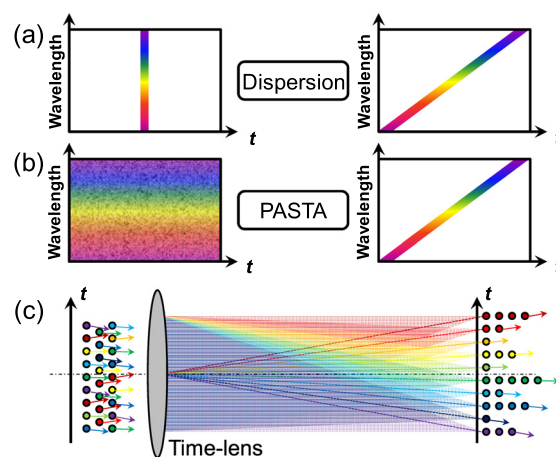 (a)
Wavelength
t
Dispersion
Wavelength
(b)
Wavelength
t
PASTA
Wavelength
(c)
t
t
Time-lens